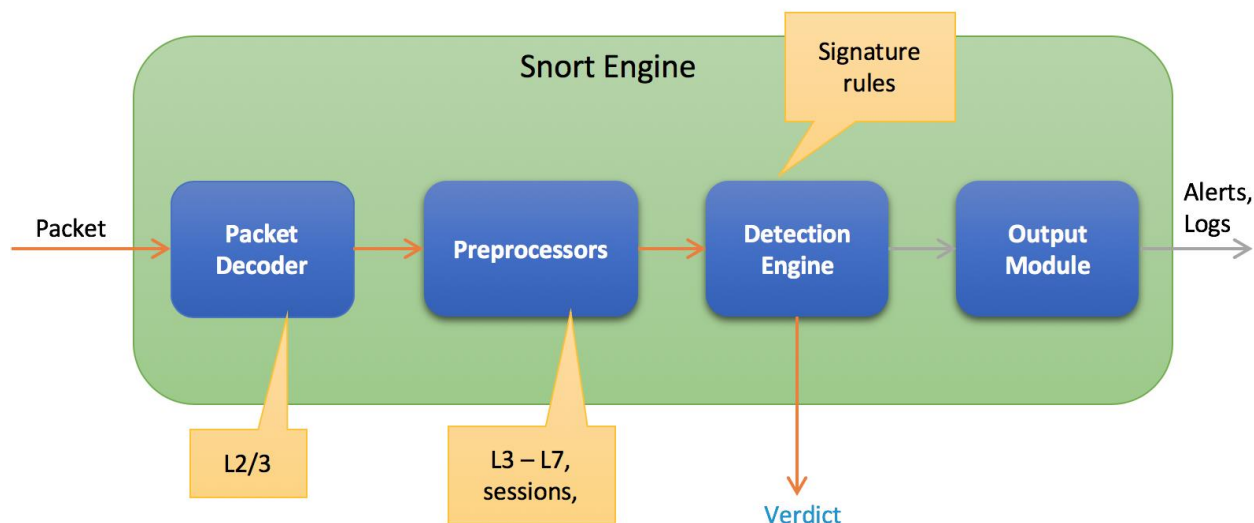 Snort Engine
Signature
rules
Packet
Packet
Decoder
Preprocessors
Detection
Engine
Output
Module
Alerts,
Logs
L2/3
L3 – L7,
sessions,
Verdict